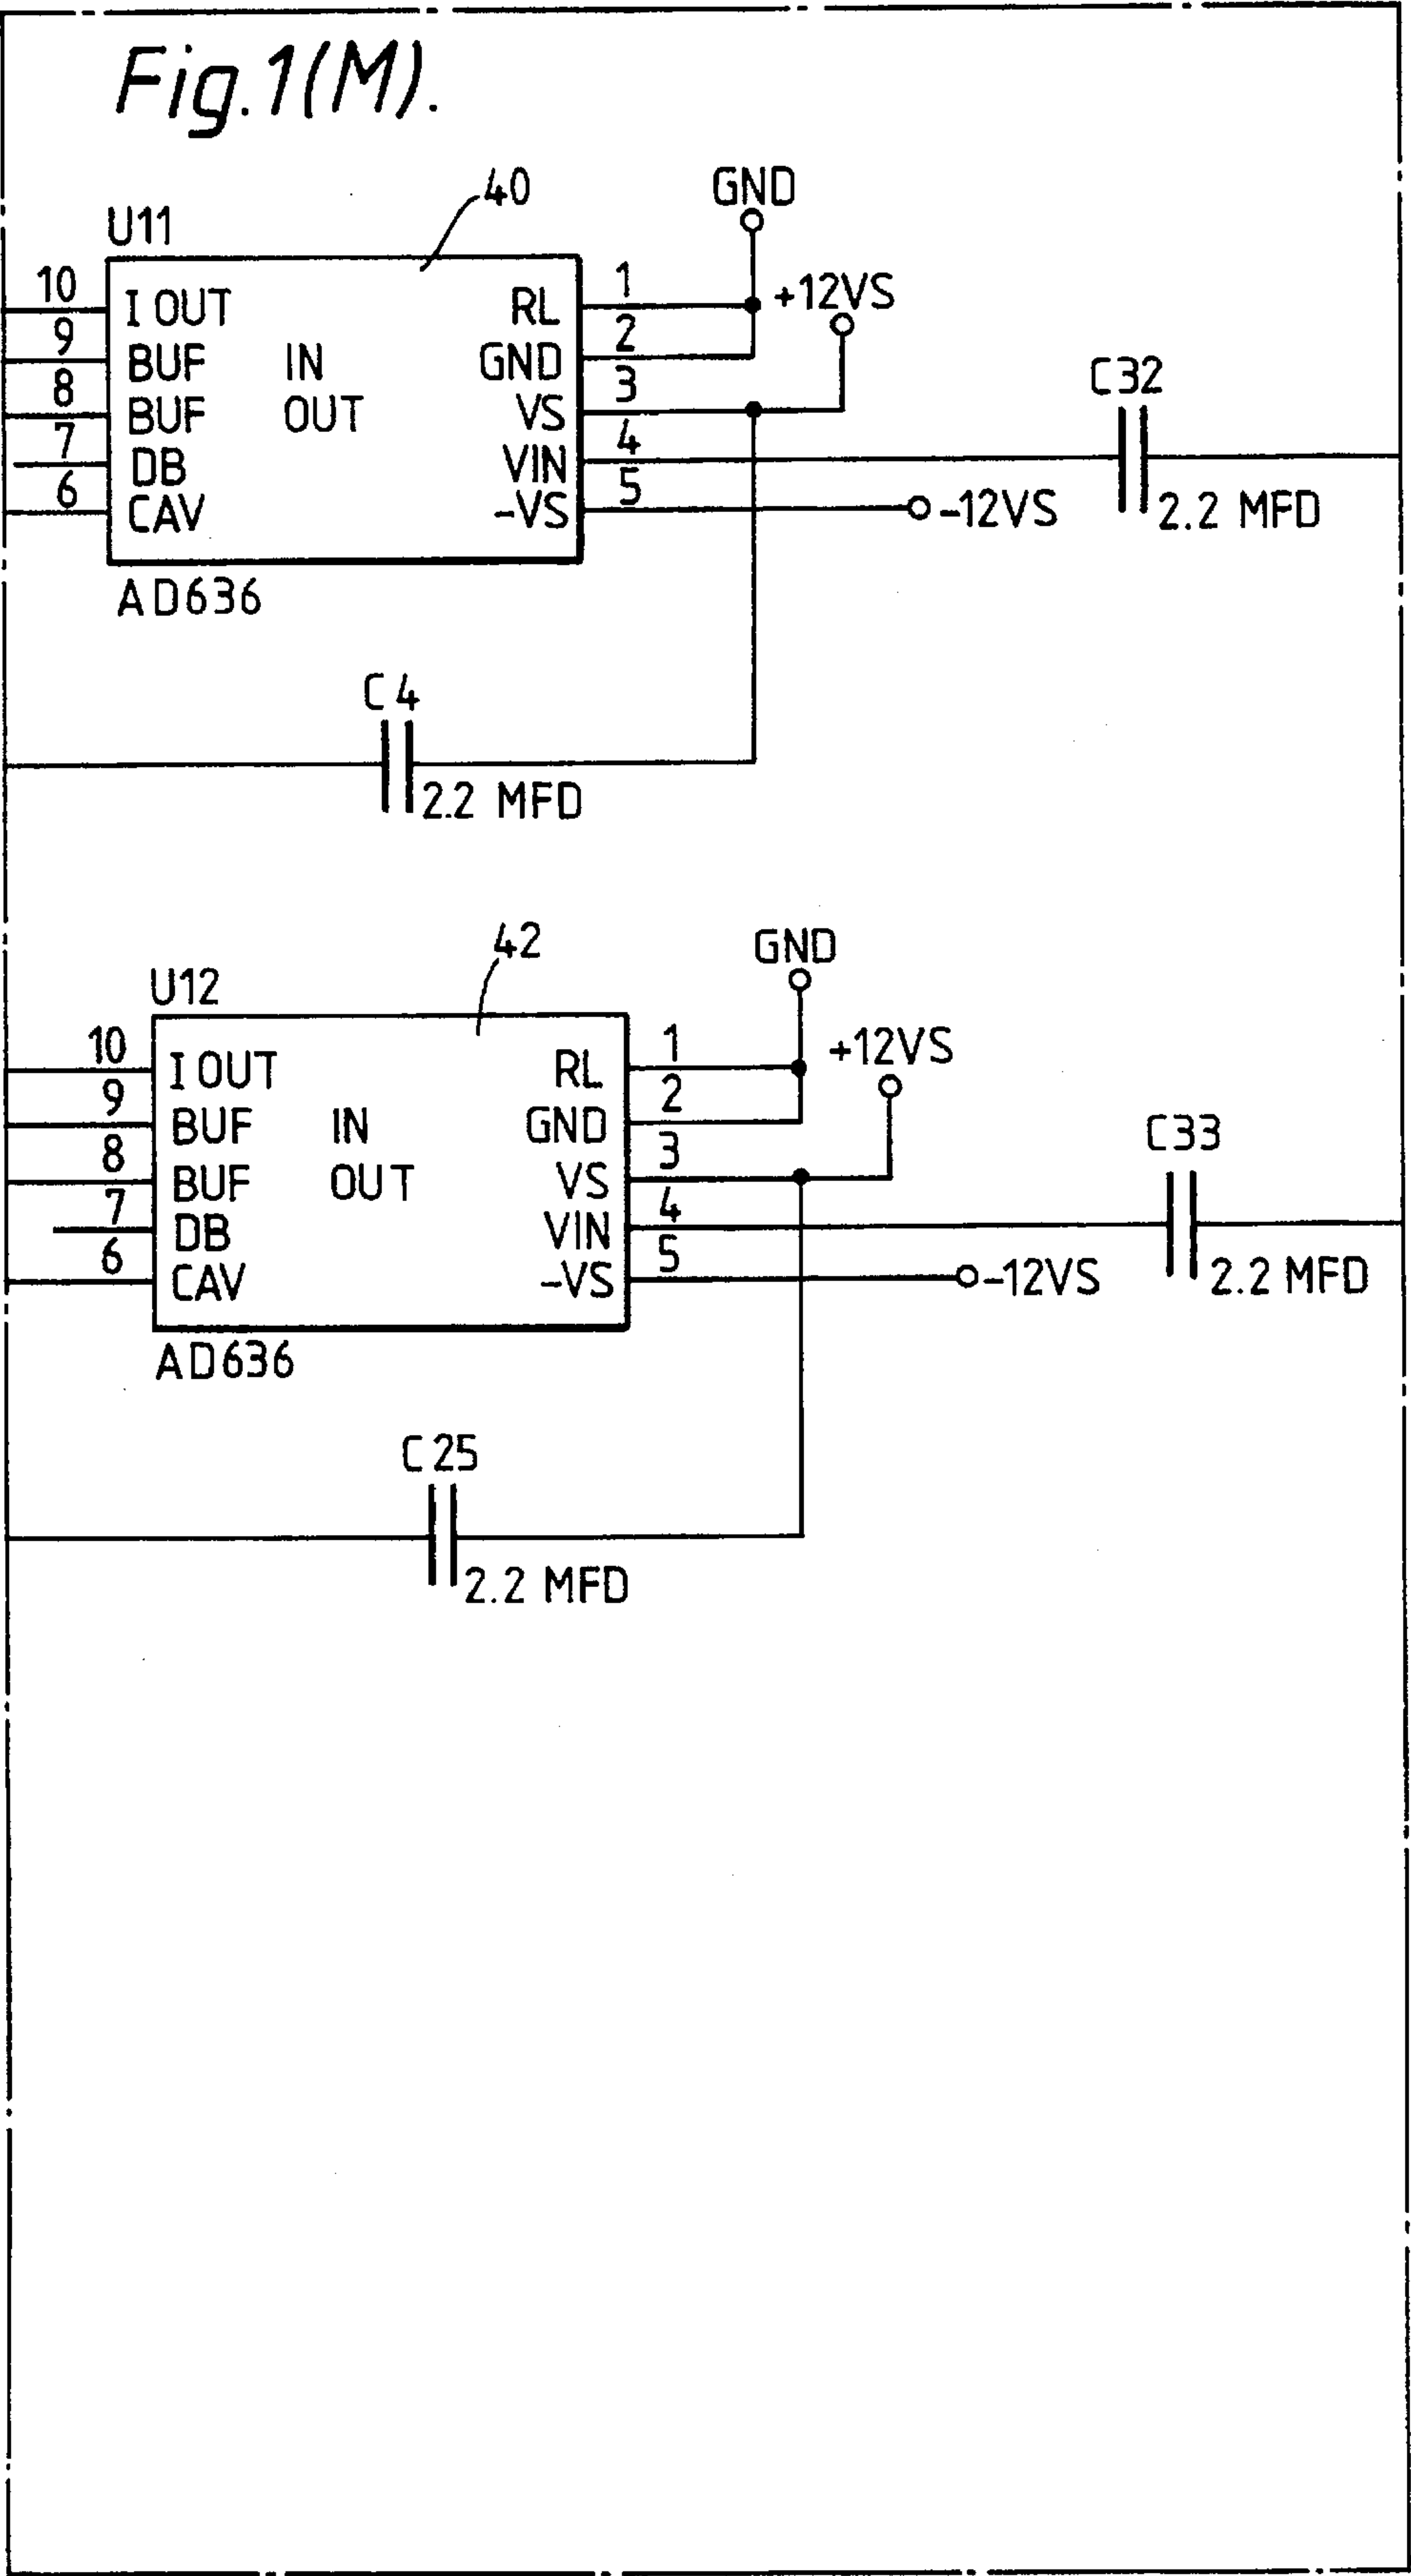 Fig.1(M).
40
GND
U11
+12VS
10 I OUT RL 1
9 BUF IN GND 2
8 BUF OUT VS 3
7 DB VIN 4
6 CAV -VS 5
C32
2.2 MFD
-12VS
AD636
C4
2.2 MFD
42
GND
U12
+12VS
10 I OUT RL 1
9 BUF IN GND 2
8 BUF OUT VS 3
7 DB VIN 4
6 CAV -VS 5
C33
2.2 MFD
-12VS
AD636
C25
2.2 MFD